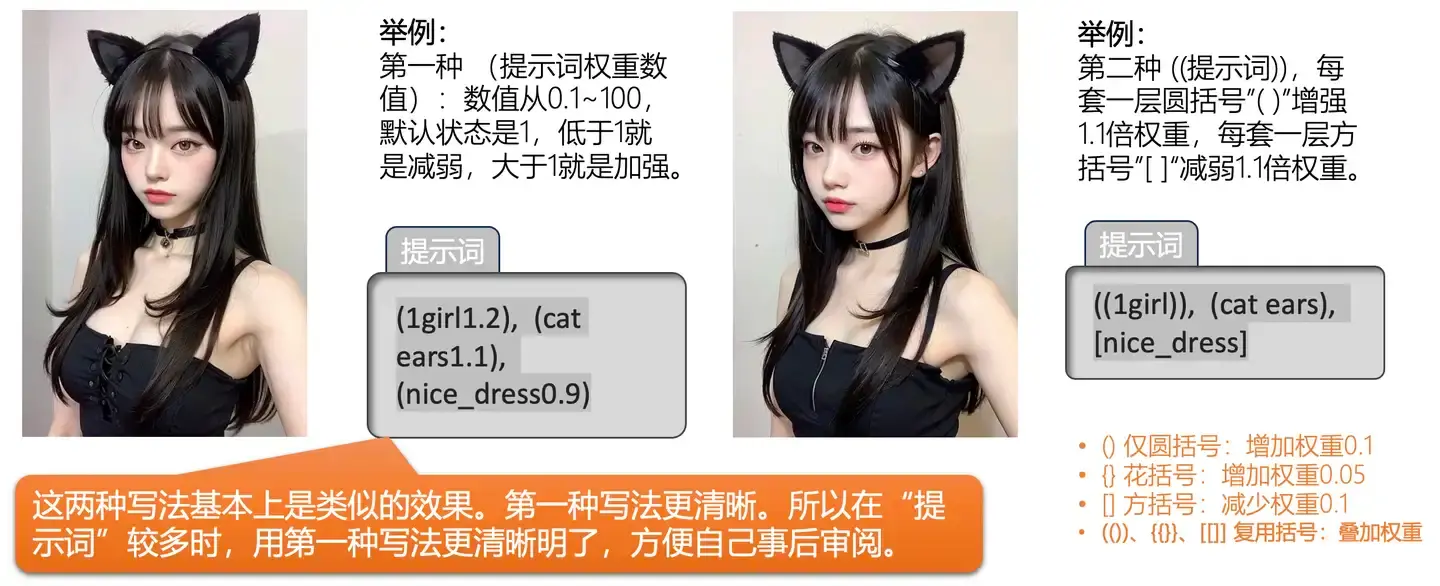 举例：
第一种 （提示词权重数
值）：数值从0.1~100，
默认状态是1，低于1就
是减弱，大于1就是加强。
提示词
(1girl1.2),  (cat
ears1.1),
(nice_dress0.9)
举例：
第二种 ((提示词))，每
套一层圆括号”( )”增强
1.1倍权重，每套一层方
括号”[ ]“减弱1.1倍权重。
提示词
((1girl)),  (cat ears),
[nice_dress]
• () 仅圆括号：增加权重0.1
• {} 花括号：增加权重0.05
• [] 方括号：减少权重0.1
• (())、{{}}、[[]] 复用括号：叠加权重
这两种写法基本上是类似的效果。第一种写法更清晰。所以在“提
示词”较多时，用第一种写法更清晰明了，方便自己事后审阅。